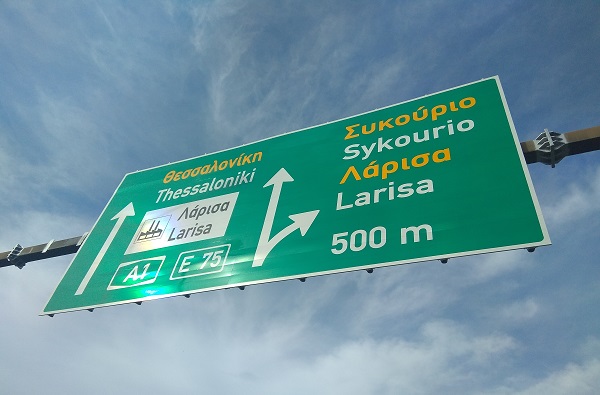 Θεσσαλονίκη
Thessaloniki
Λάρισα
Larisa
A1
E 75
Συκούριο
Sykourio
Λάρισα
Larisa
500 m